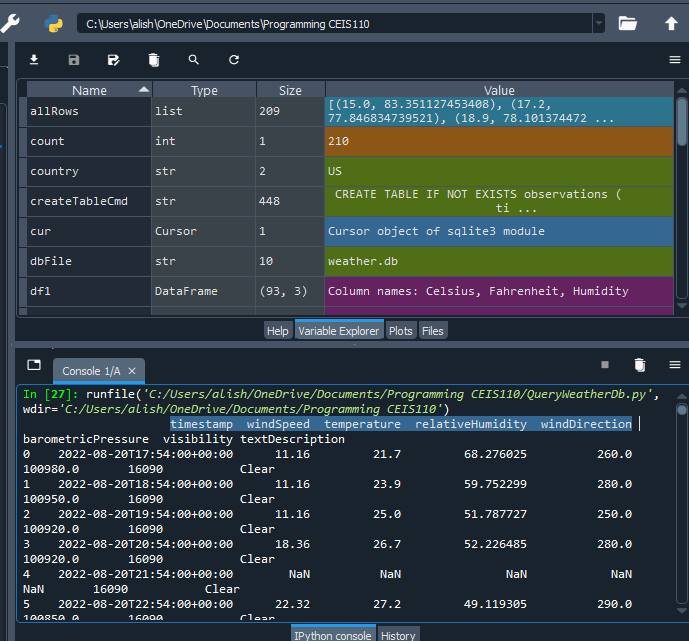 C:\Users\alish\OneDrive\Documents\Programming CEIS110
Name Type Size Value
allRows list 209 [(15.0, 83.351127453408), (17.2,
77.846834739521), (18.9, 78.101374472 ...
count int 1 210
country str 2 US
createTableCmd str 448 CREATE TABLE IF NOT EXISTS observations (
ti ...
cur Cursor 1 Cursor object of sqlite3 module
dbFile str 10 weather.db
df1 DataFrame (93, 3) Column names: Celsius, Fahrenheit, Humidity
Help Variable Explorer Plots Files
Console 1/A
In [27]: runfile('C:/Users/alish/OneDrive/Documents/Programming CEIS110/QueryWeatherDb.py',
wdir='C:/Users/alish/OneDrive/Documents/Programming CEIS110')
timestamp windSpeed temperature relativeHumidity windDirection
barometricPressure visibility textDescription
0 2022-08-20T17:54:00+00:00 11.16 21.7 68.276025 260.0
100980.0 16090 Clear
1 2022-08-20T18:54:00+00:00 11.16 23.9 59.752299 280.0
100950.0 16090 Clear
2 2022-08-20T19:54:00+00:00 11.16 25.0 51.787727 250.0
100920.0 16090 Clear
3 2022-08-20T20:54:00+00:00 18.36 26.7 52.226485 280.0
100920.0 16090 Clear
4 2022-08-20T21:54:00+00:00 NaN NaN NaN NaN
NaN 16090 Clear
5 2022-08-20T22:54:00+00:00 22.32 27.2 49.119305 290.0
100850.0 16090 Clear
IPython console History